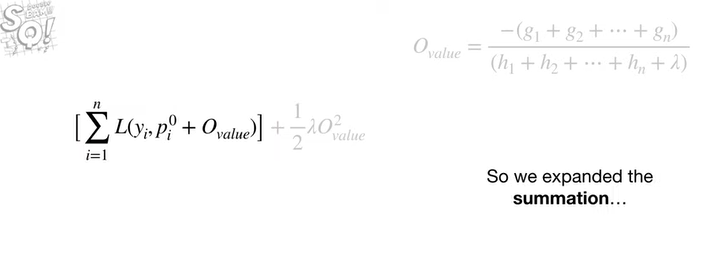 StatQuest!
$O_{value} = \frac{-(g_1 + g_2 + \cdots + g_n)}{(h_1 + h_2 + \cdots + h_n + \lambda)}$
$[\sum_{i=1}^{n} L(y_i, p_i^0 + O_{value})] + \frac{1}{2}\lambda O_{value}^2$
So we expanded the
summation…